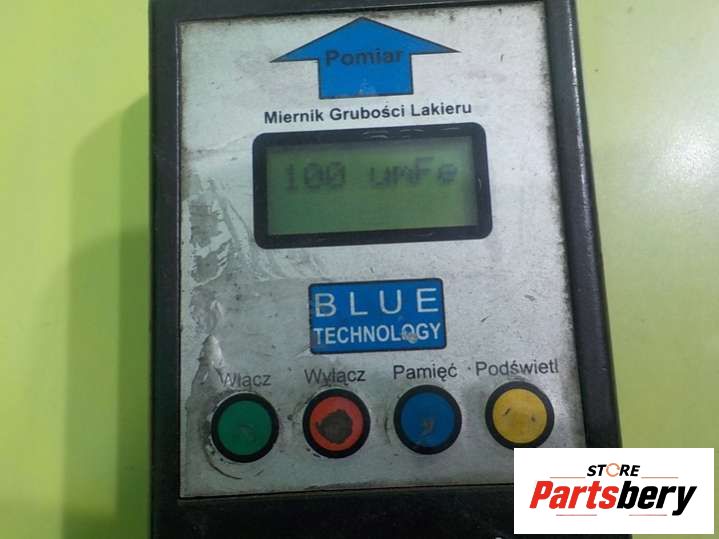 Pomiar
Miernik Grubości Lakieru
100 umFe
BLUE
TECHNOLOGY
Włącz Wyłącz Pamięć Podświetl
STORE
Partsbery